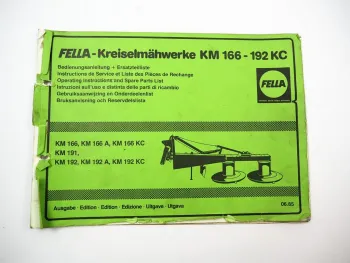 FELLA-Kreiselmähwerke KM 166-192 KC
Bedienungsanleitung + Ersatzteilliste
Instructions de Service et Liste des Pièces de Rechange
Operating Instructions and Spare Parts List
Istruzioni sull'uso e distinta delle parti di ricambio
Gebruiksaanwijzing en Onderdeelenlijst
Bruksanvisning och Reservdelslista
FELLA
KM 166, KM 166 A, KM 166 KC
KM 191,
KM 192, KM 192 A, KM 192 KC
Ausgabe · Edition · Edition · Edizione · Uitgave · Utgava